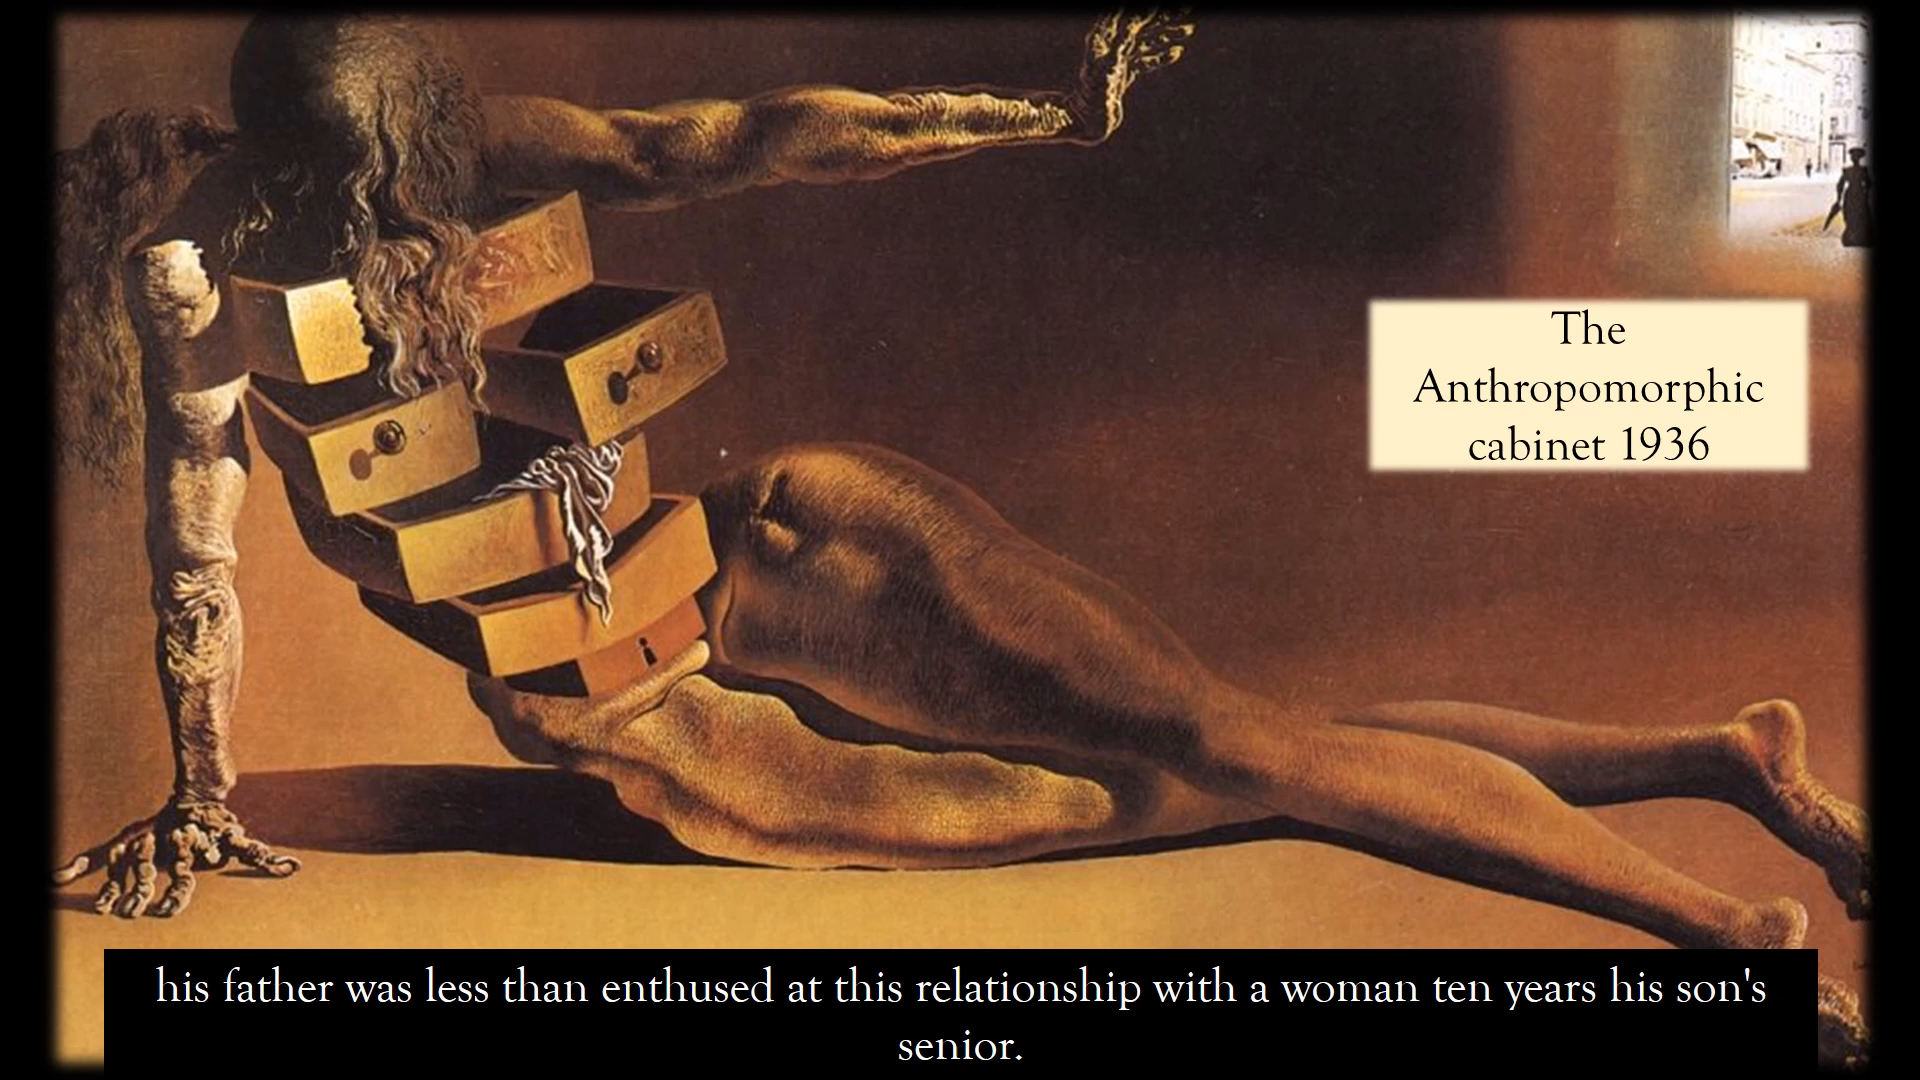 The
Anthropomorphic
cabinet 1936
his father was less than enthused at this relationship with a woman ten years his son's
senior.